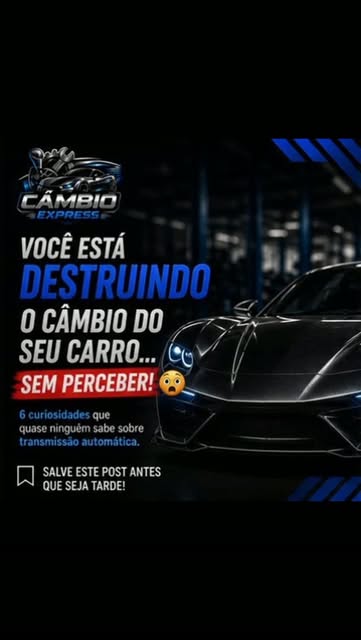 CÂMBIO
EXPRESS
VOCÊ ESTÁ
DESTRUINDO
O CÂMBIO DO
SEU CARRO...
SEM PERCEBER! 😲
6 curiosidades que
quase ninguém sabe sobre
transmissão automática.
SALVE ESTE POST ANTES
QUE SEJA TARDE!